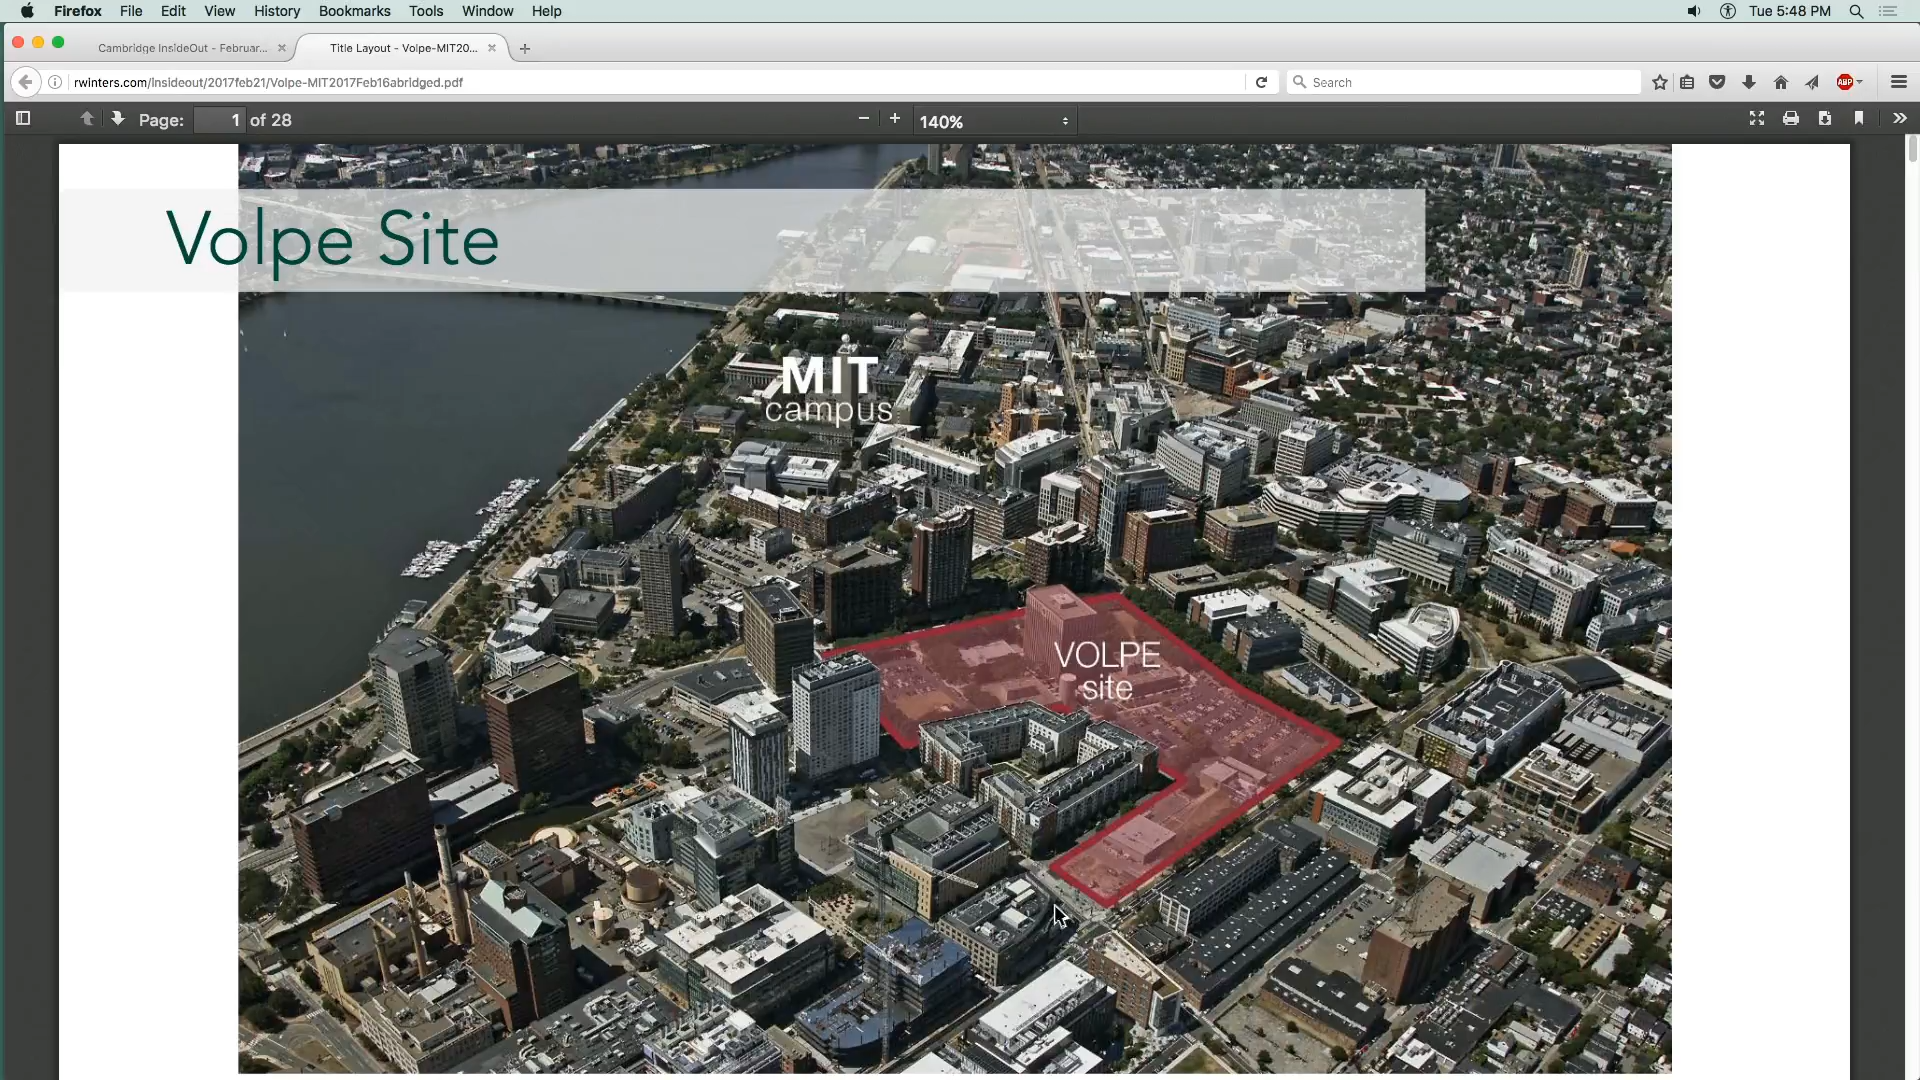 Firefox File Edit View History Bookmarks Tools Window Help Tue 5:48 PM
Cambridge InsideOut - Februar...
Title Layout - Volpe-MIT20...
rwinters.com/insideout/2017feb21/Volpe-MIT2017Feb16abridged.pdf
Search
ABP
Page: 1 of 28
140%
Volpe Site
MIT
campus
VOLPE
site